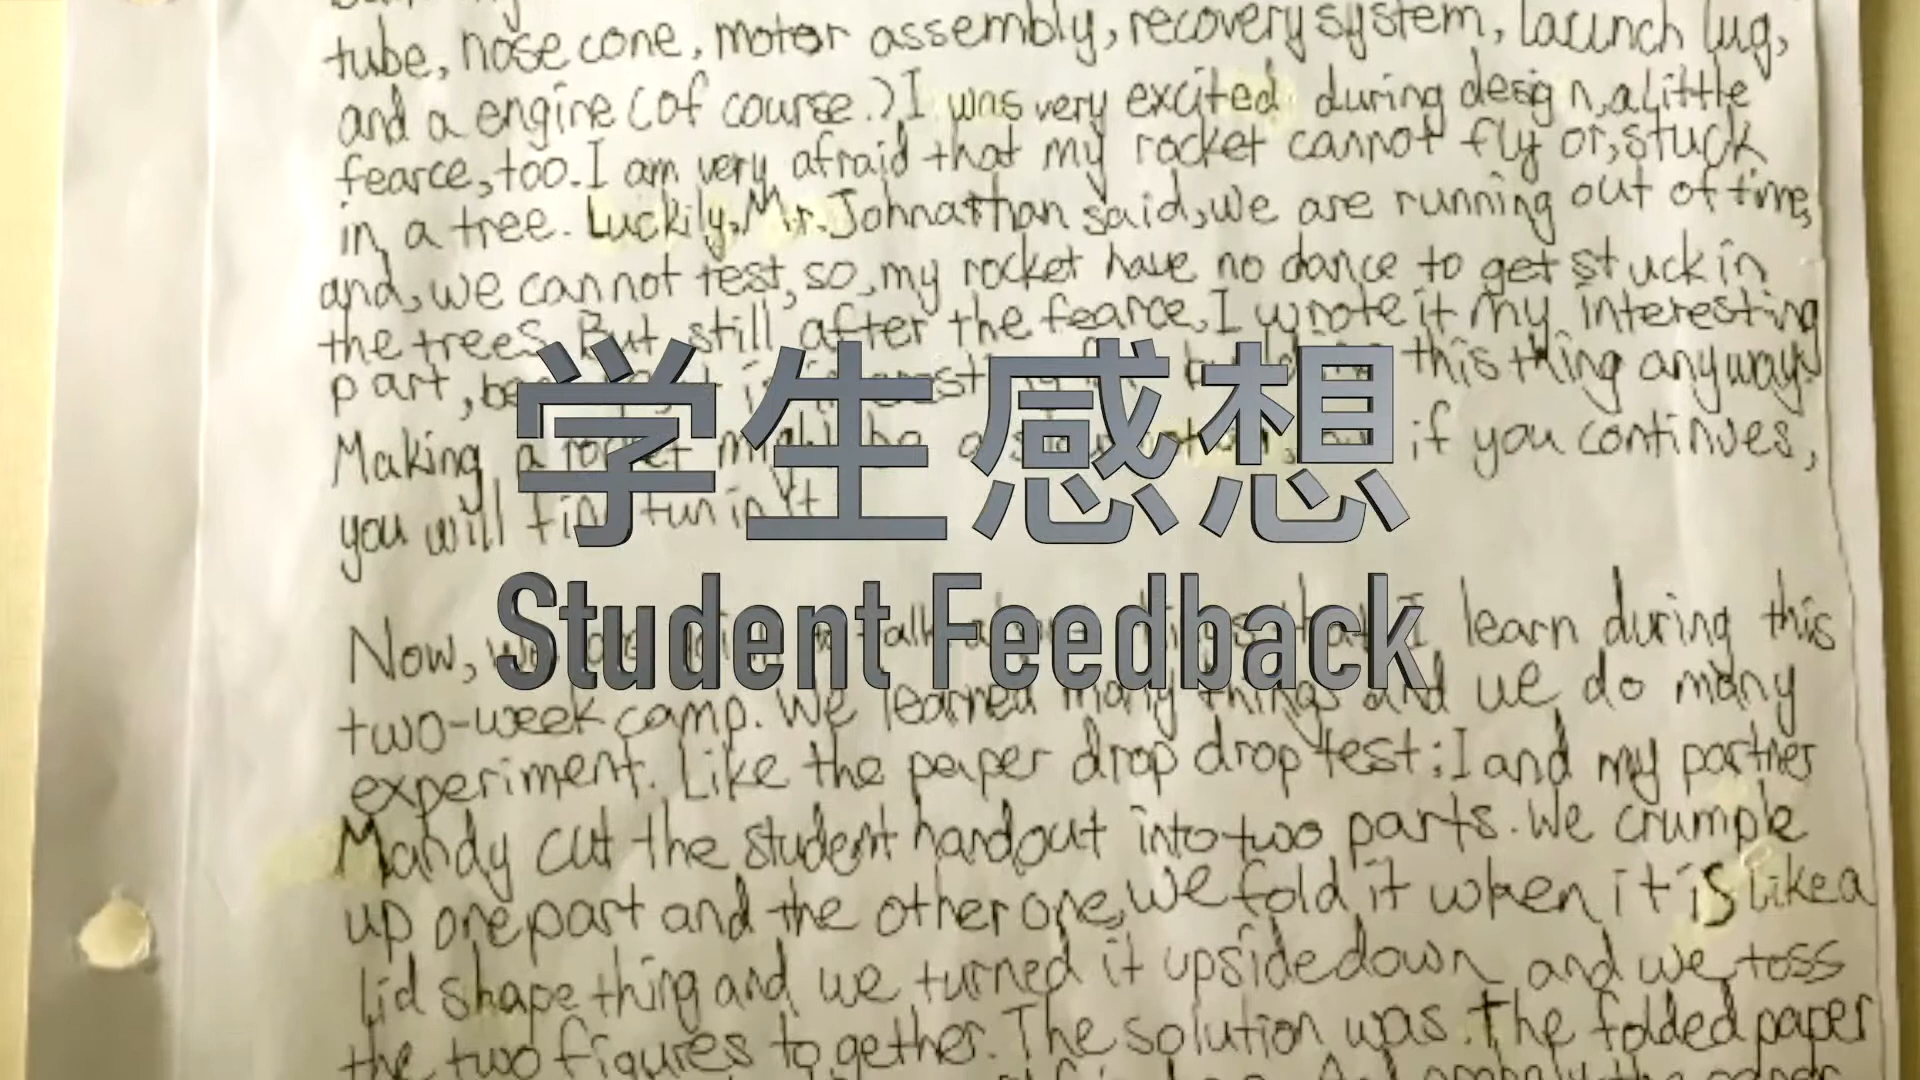 tube, nose cone, motor assembly, recovery system, launch lug,
and a engine (of course.) I was very excited during design, a little
fearce, too. I am very afraid that my rocket cannot fly or, stuck
in a tree. Luckily, Mr. Johnathan said, we are running out of time,
and, we cannot test, so, my rocket have no dance to get stuck in
the trees. But still after the fearce, I wrote it my interesting
part, this thing anyway.
Making a rocket might be a if you continues,
you will fun in it
学生感想
Student Feedback
Now, I learn during this
two-week camp. We learned many things and we do many
experiment. Like the paper drop drop test; I and my partner
Mandy cut the student handout into two parts. We crumple
up one part and the other one, we fold it when it is like a
lid shape thing and we turned it upside down and we toss
the two figures together. The solution was. The folded paper